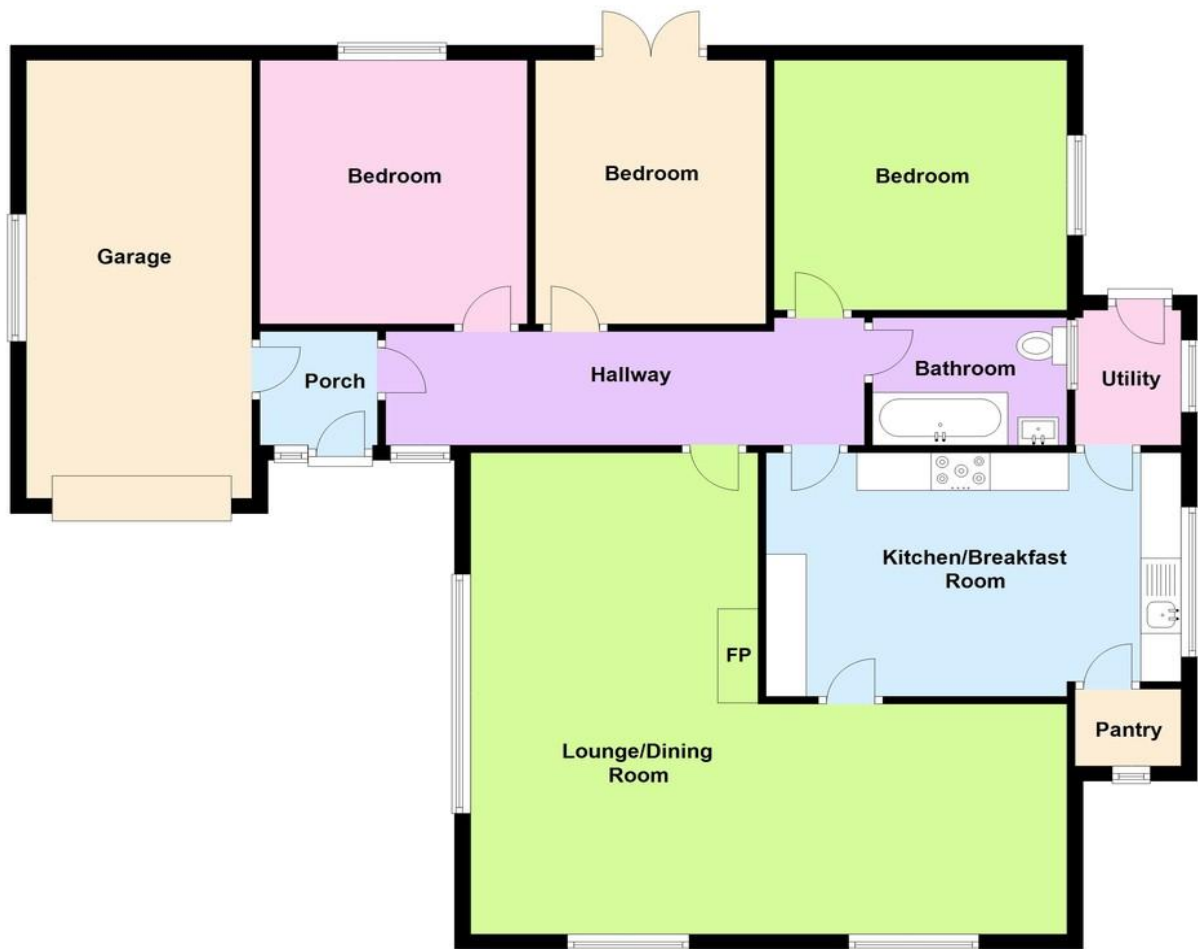 Bedroom
Bedroom
Bedroom
Garage
Porch
Hallway
Bathroom
Utility
Kitchen/Breakfast
Room
FP
Lounge/Dining
Room
Pantry